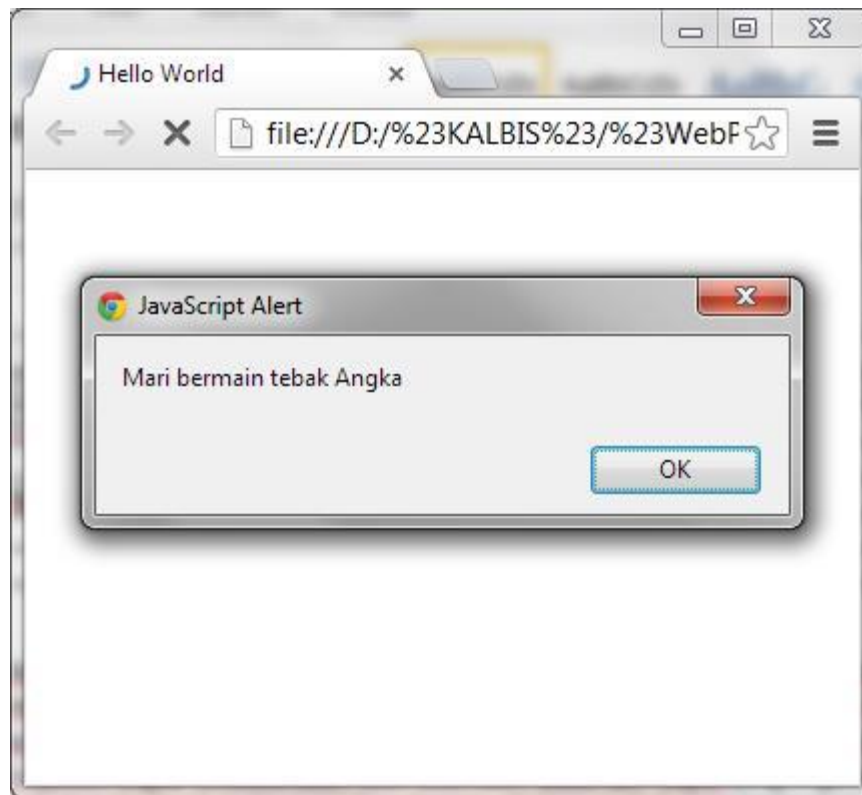 Hello World
file:///D:/%23KALBIS%23/%23WebP
JavaScript Alert
Mari bermain tebak Angka
OK